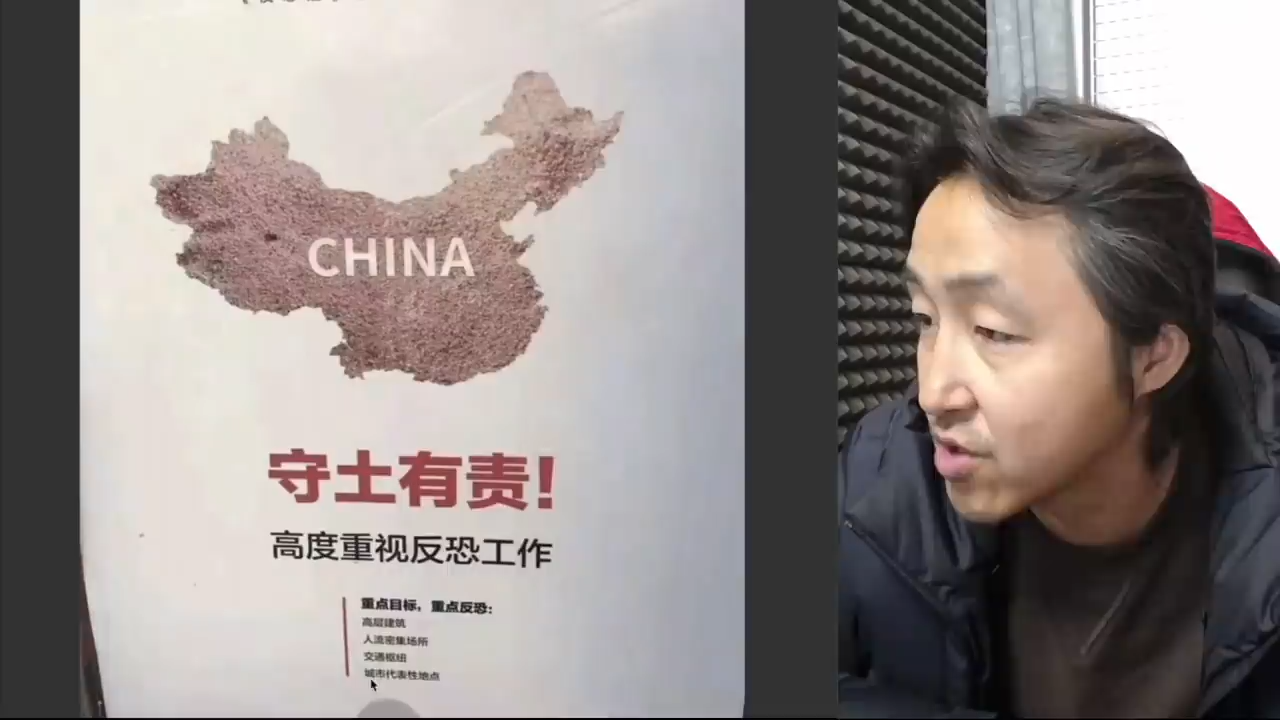 CHINA
守土有责!
高度重视反恐工作
重点目标，重点反恐:
高层建筑
人流密集场所
交通枢纽
城市代表性地点